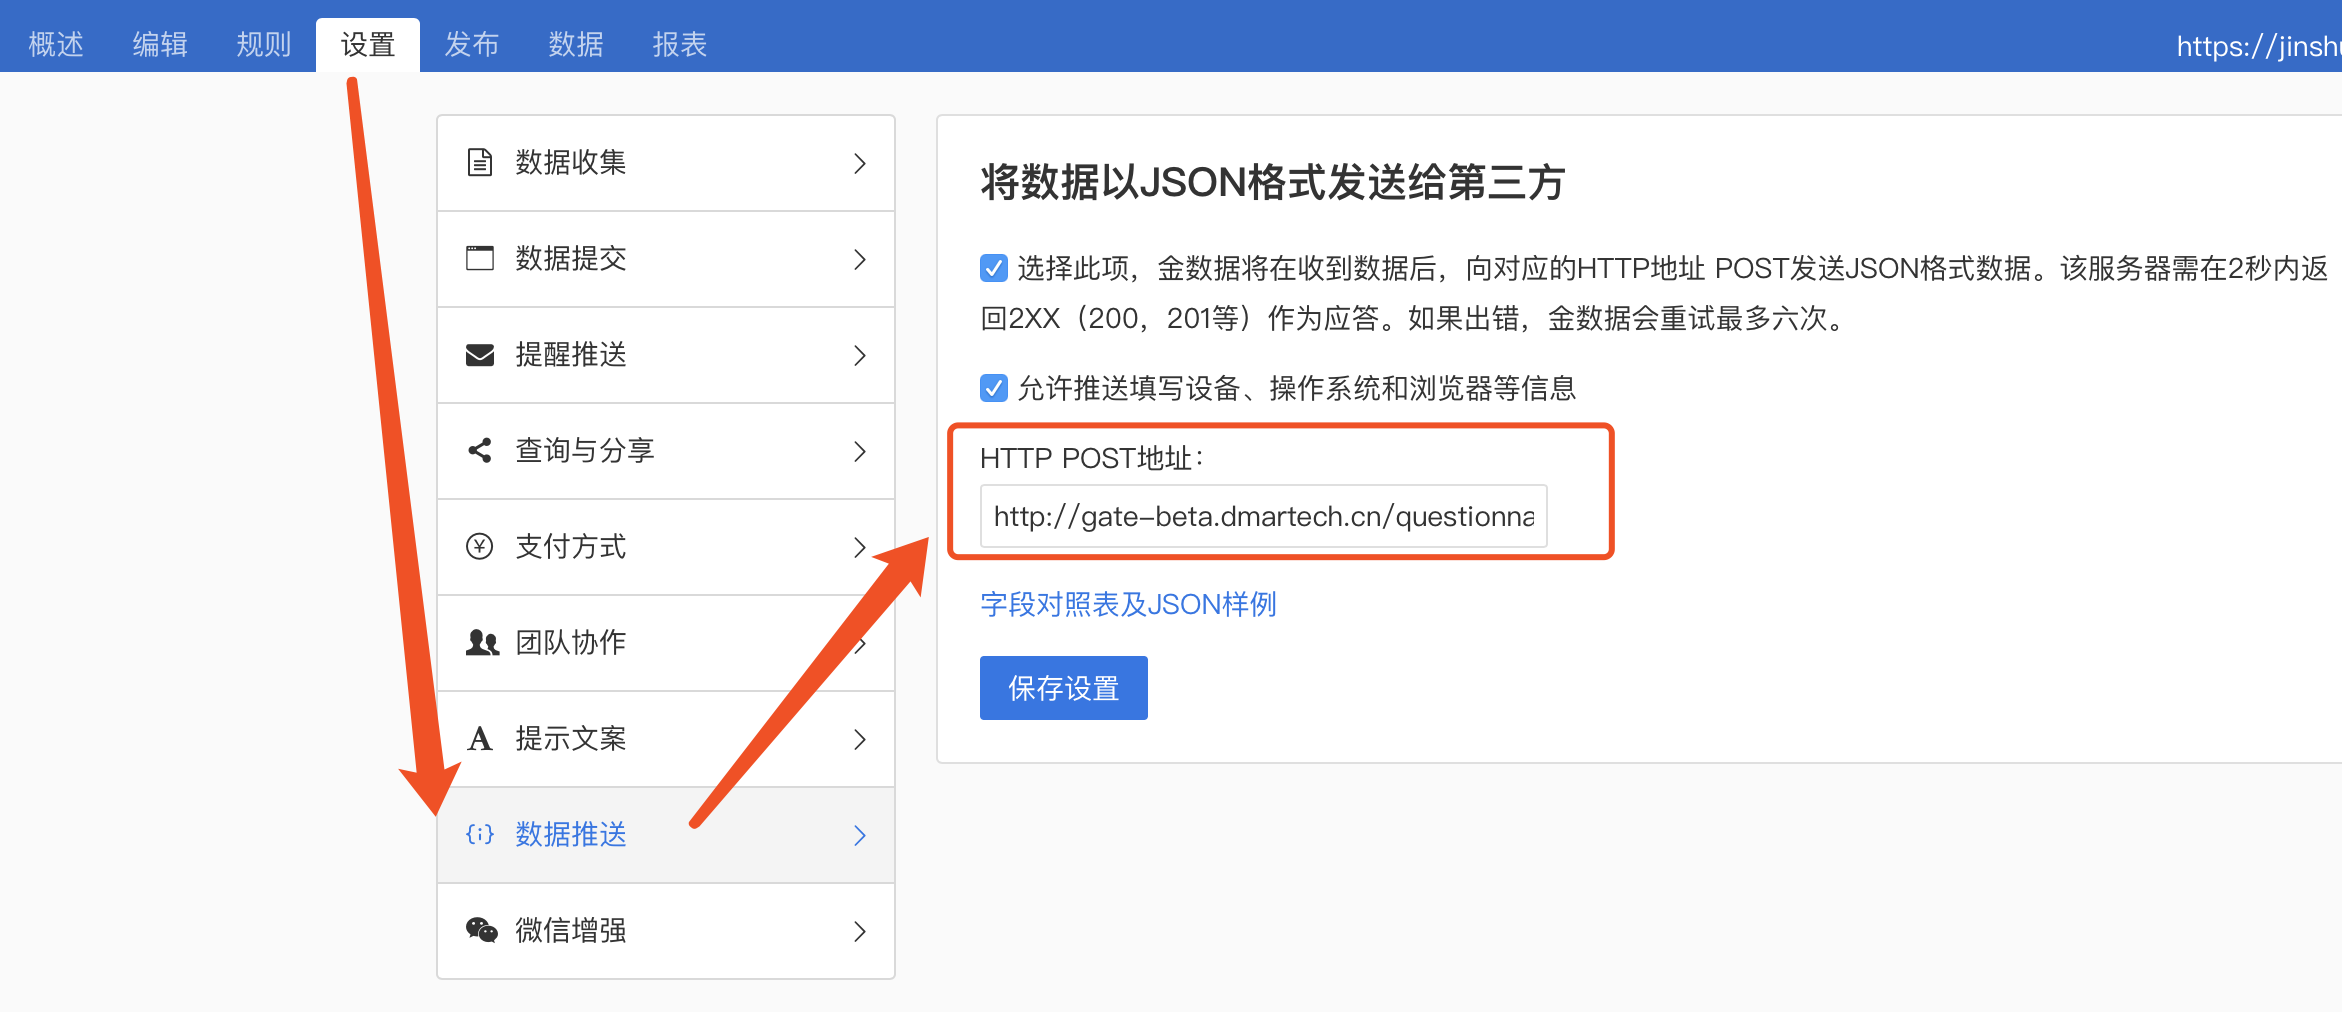 概述
编辑
规则
设置
发布
数据
报表
https://jinshu
数据收集
数据提交
提醒推送
查询与分享
支付方式
团队协作
提示文案
数据推送
微信增强
将数据以JSON格式发送给第三方
选择此项，金数据将在收到数据后，向对应的HTTP地址 POST发送JSON格式数据。该服务器需在2秒内返
回2XX（200，201等）作为应答。如果出错，金数据会重试最多六次。
允许推送填写设备、操作系统和浏览器等信息
HTTP POST地址：
http://gate-beta.dmartech.cn/questionna
字段对照表及JSON样例
保存设置